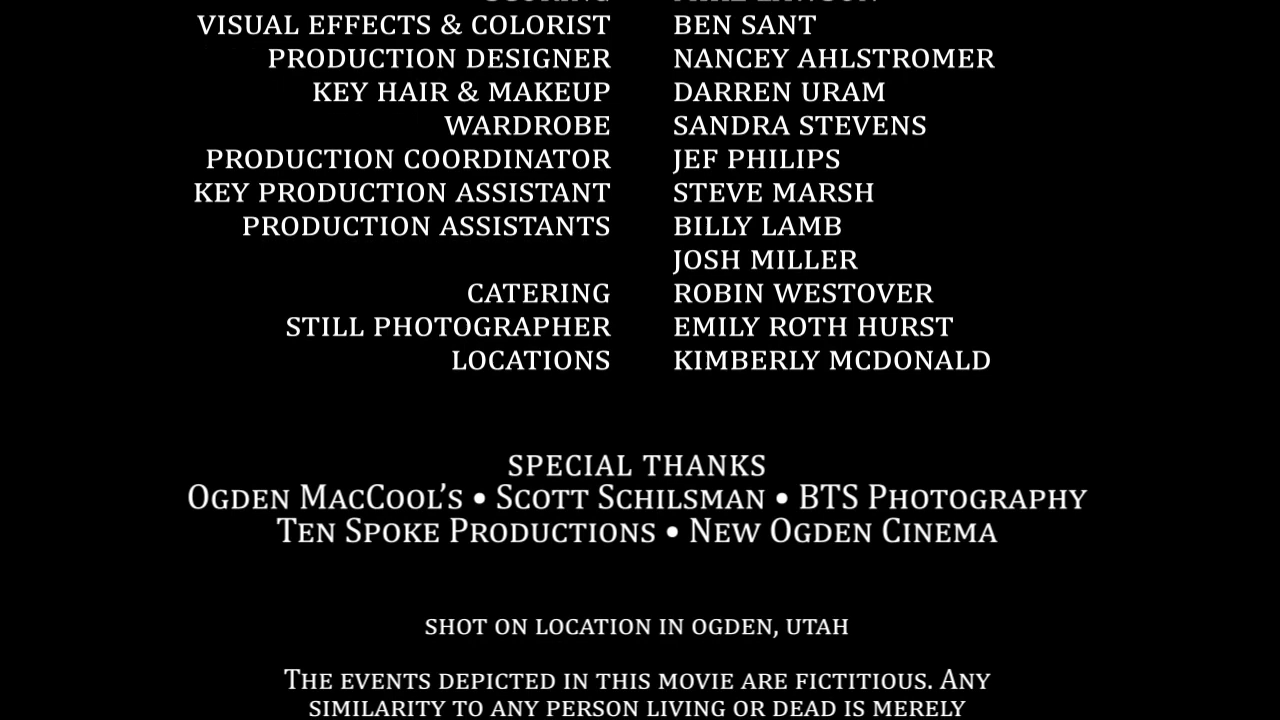 VISUAL EFFECTS & COLORIST BEN SANT
PRODUCTION DESIGNER NANCEY AHLSTROMER
KEY HAIR & MAKEUP DARREN URAM
WARDROBE SANDRA STEVENS
PRODUCTION COORDINATOR JEF PHILIPS
KEY PRODUCTION ASSISTANT STEVE MARSH
PRODUCTION ASSISTANTS BILLY LAMB
JOSH MILLER
CATERING ROBIN WESTOVER
STILL PHOTOGRAPHER EMILY ROTH HURST
LOCATIONS KIMBERLY MCDONALD
SPECIAL THANKS
OGDEN MACCOOL'S • SCOTT SCHILSMAN • BTS PHOTOGRAPHY
TEN SPOKE PRODUCTIONS • NEW OGDEN CINEMA
SHOT ON LOCATION IN OGDEN, UTAH
THE EVENTS DEPICTED IN THIS MOVIE ARE FICTITIOUS. ANY
SIMILARITY TO ANY PERSON LIVING OR DEAD IS MERELY